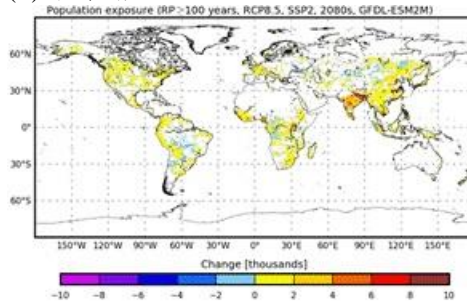 Population exposure (RP>100 years, RCP8.5, SSP2, 2080s, GFDL-ESM2M)
60°N
30°N
0°
30°S
60°S
150°W 120°W 90°W 60°W 30°W 0° 30°E 60°E 90°E 120°E 150°E
Change [thousands]
−10 −8 −6 −4 −2 0 2 4 6 8 10